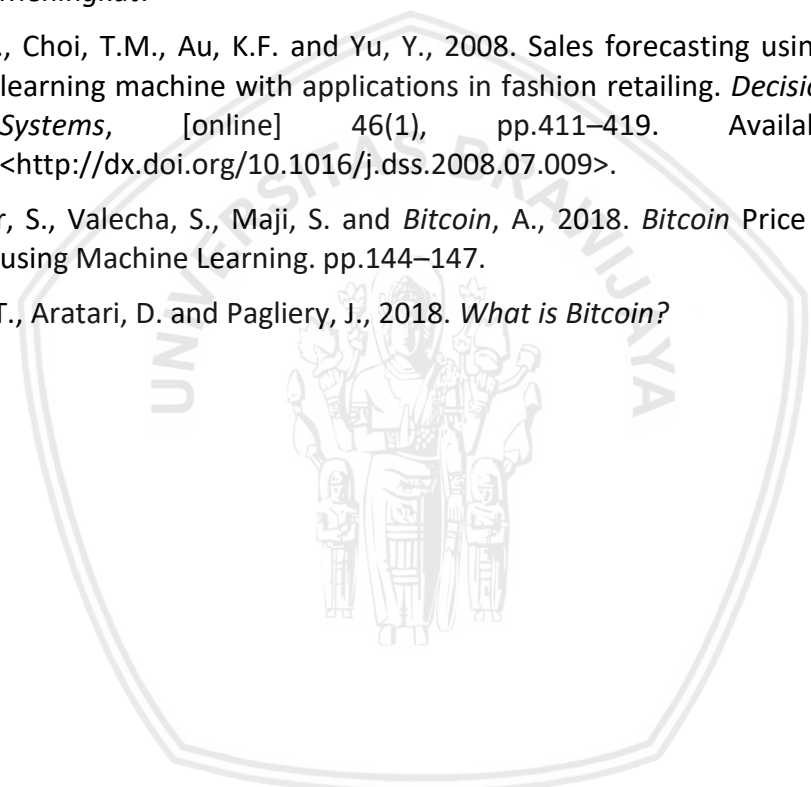 ., Choi, T.M., Au, K.F. and Yu, Y., 2008. Sales forecasting usin
learning machine with applications in fashion retailing. Decisio
Systems, [online] 46(1), pp.411–419. Availa
<http://dx.doi.org/10.1016/j.dss.2008.07.009>.
r, S., Valecha, S., Maji, S. and Bitcoin, A., 2018. Bitcoin Price
using Machine Learning. pp.144–147.
T., Aratari, D. and Pagliery, J., 2018. What is Bitcoin?
UNIVERSITAS BRAWIJAYA